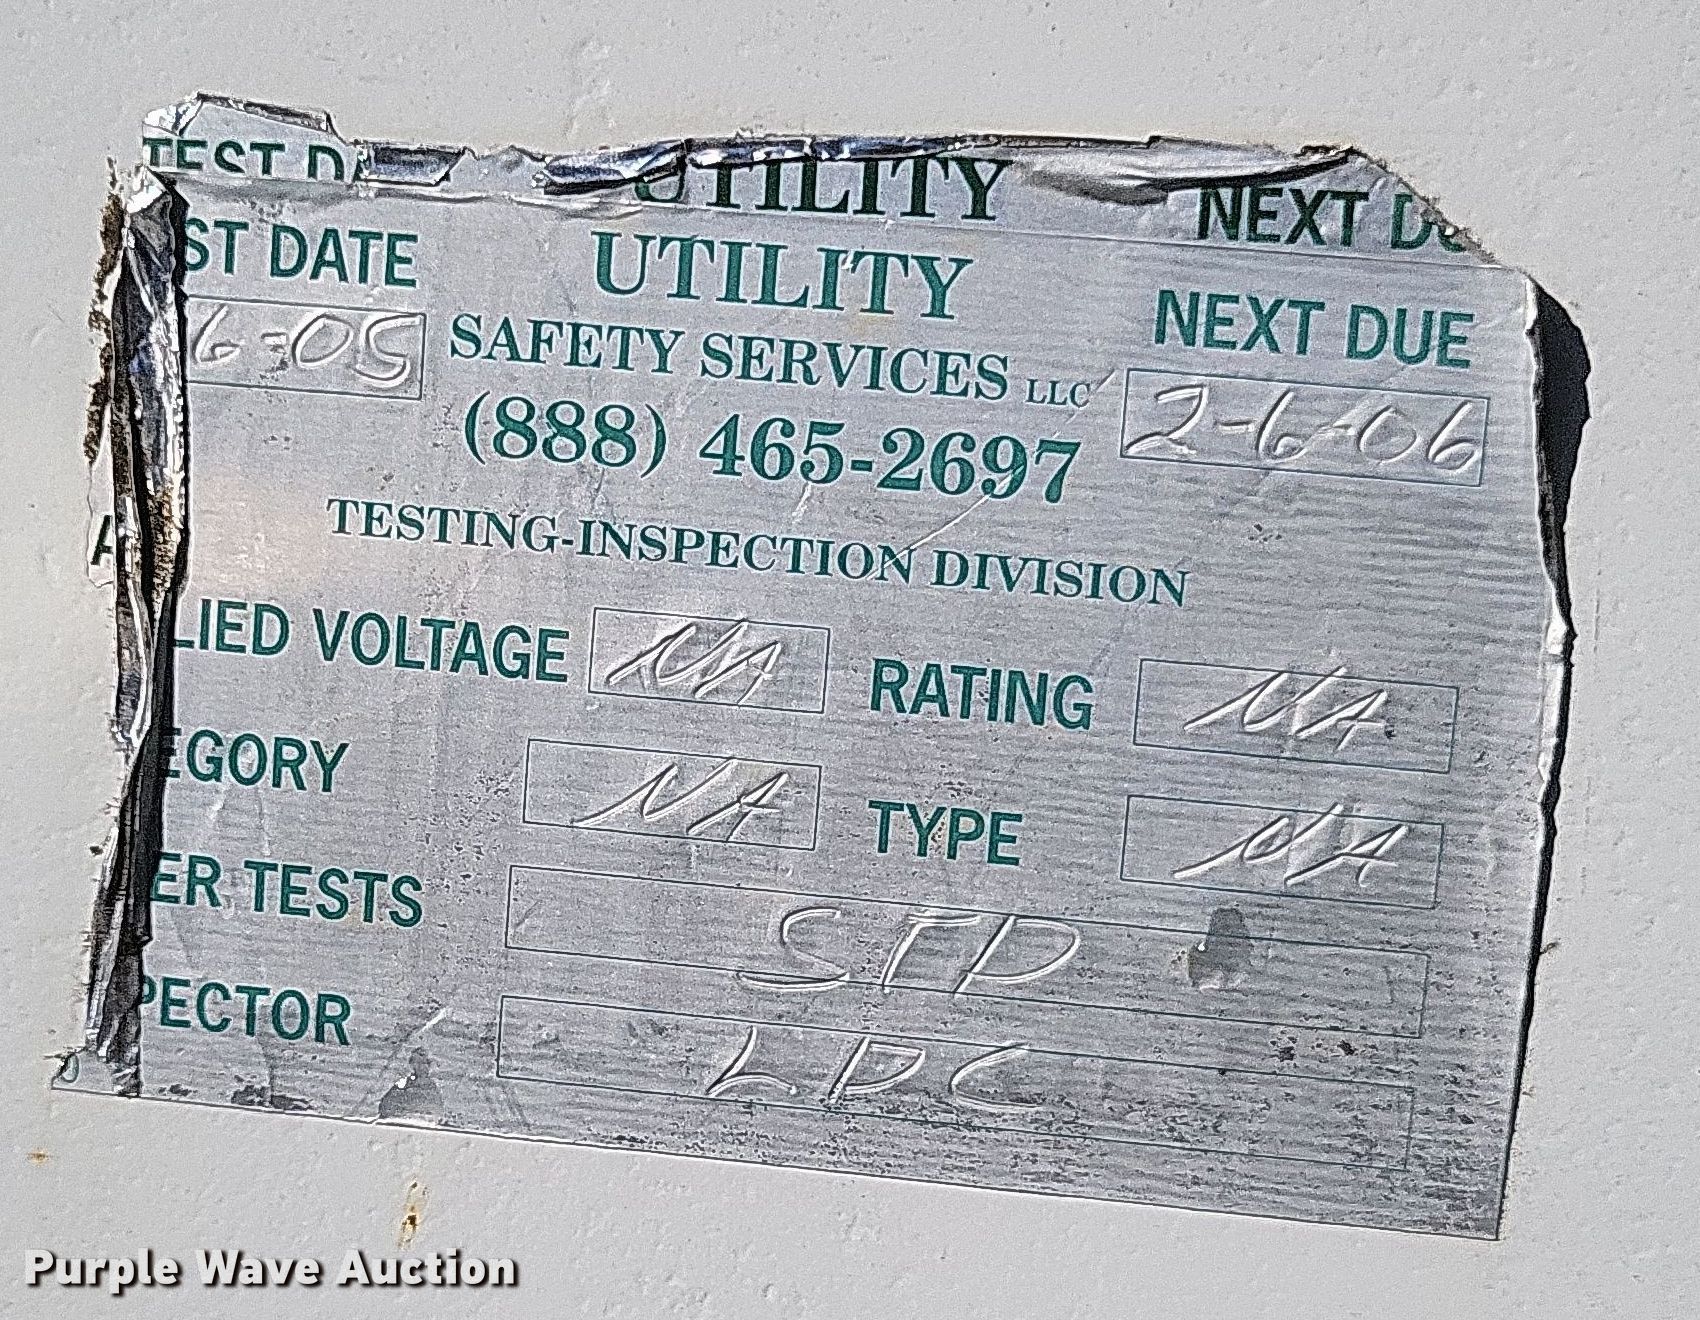 TEST DA UTILITY NEXT DU
ST DATE UTILITY NEXT DUE
6-05 SAFETY SERVICES LLC 2-6-06
(888) 465-2697
TESTING-INSPECTION DIVISION
A
LIED VOLTAGE NA RATING NA
EGORY NA TYPE NA
ER TESTS STD
PECTOR LDC
Purple Wave Auction